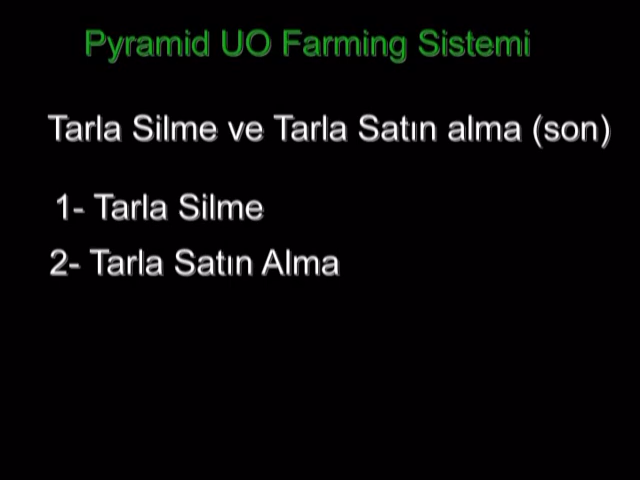 Pyramid UO Farming Sistemi
Tarla Silme ve Tarla Satın alma (son)
1- Tarla Silme
2- Tarla Satın Alma